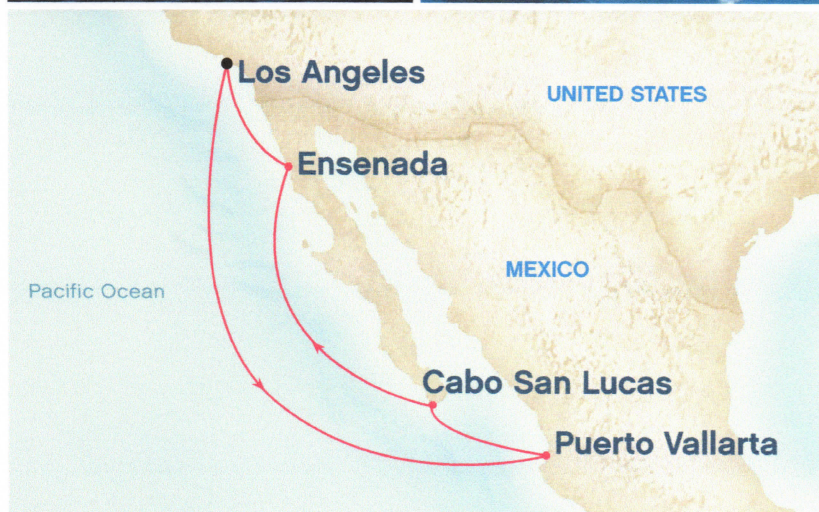 Los Angeles
UNITED STATES
Ensenada
MEXICO
Pacific Ocean
Cabo San Lucas
Puerto Vallarta